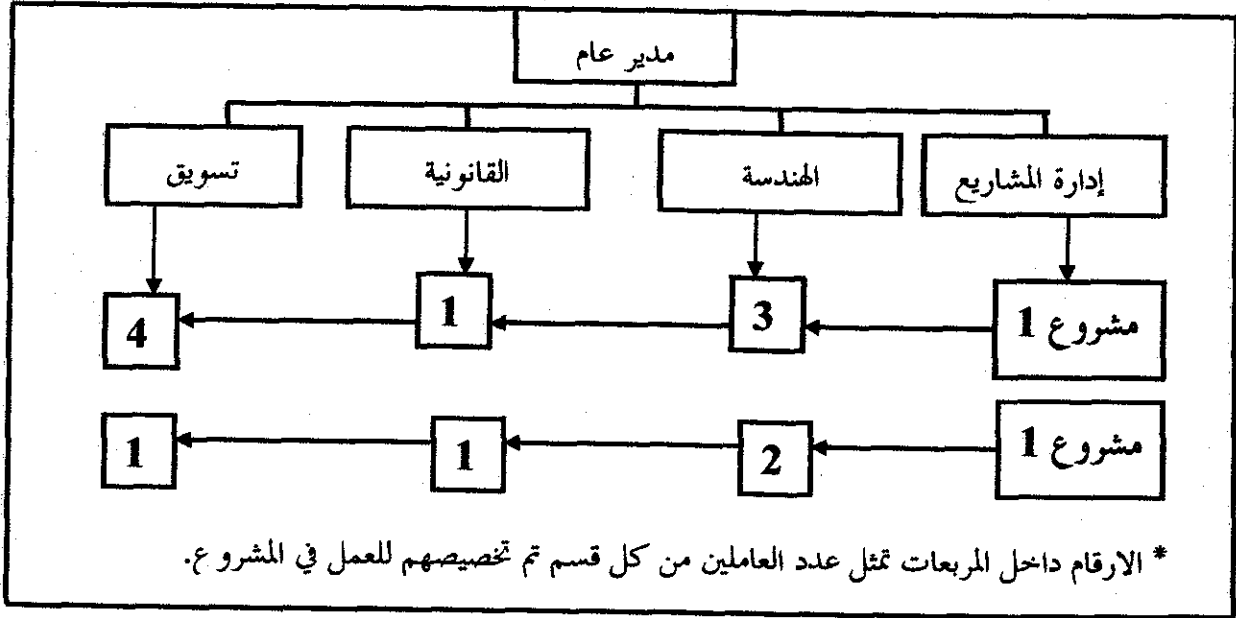 مدير عام
إدارة المشاريع الهندسة القانونية تسويق
مشروع 1 3 1 4
مشروع 1 2 1 1
* الارقام داخل المربعات تمثل عدد العاملين من كل قسم تم تخصيصهم للعمل في المشروع.